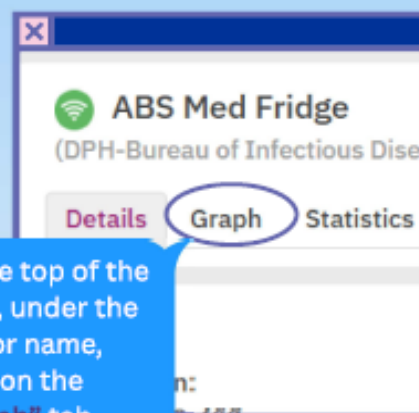 ABS Med Fridge
(DPH-Bureau of Infectious Dise
Details Graph Statistics
e top of the
, under the
or name,
on the
n:
tab